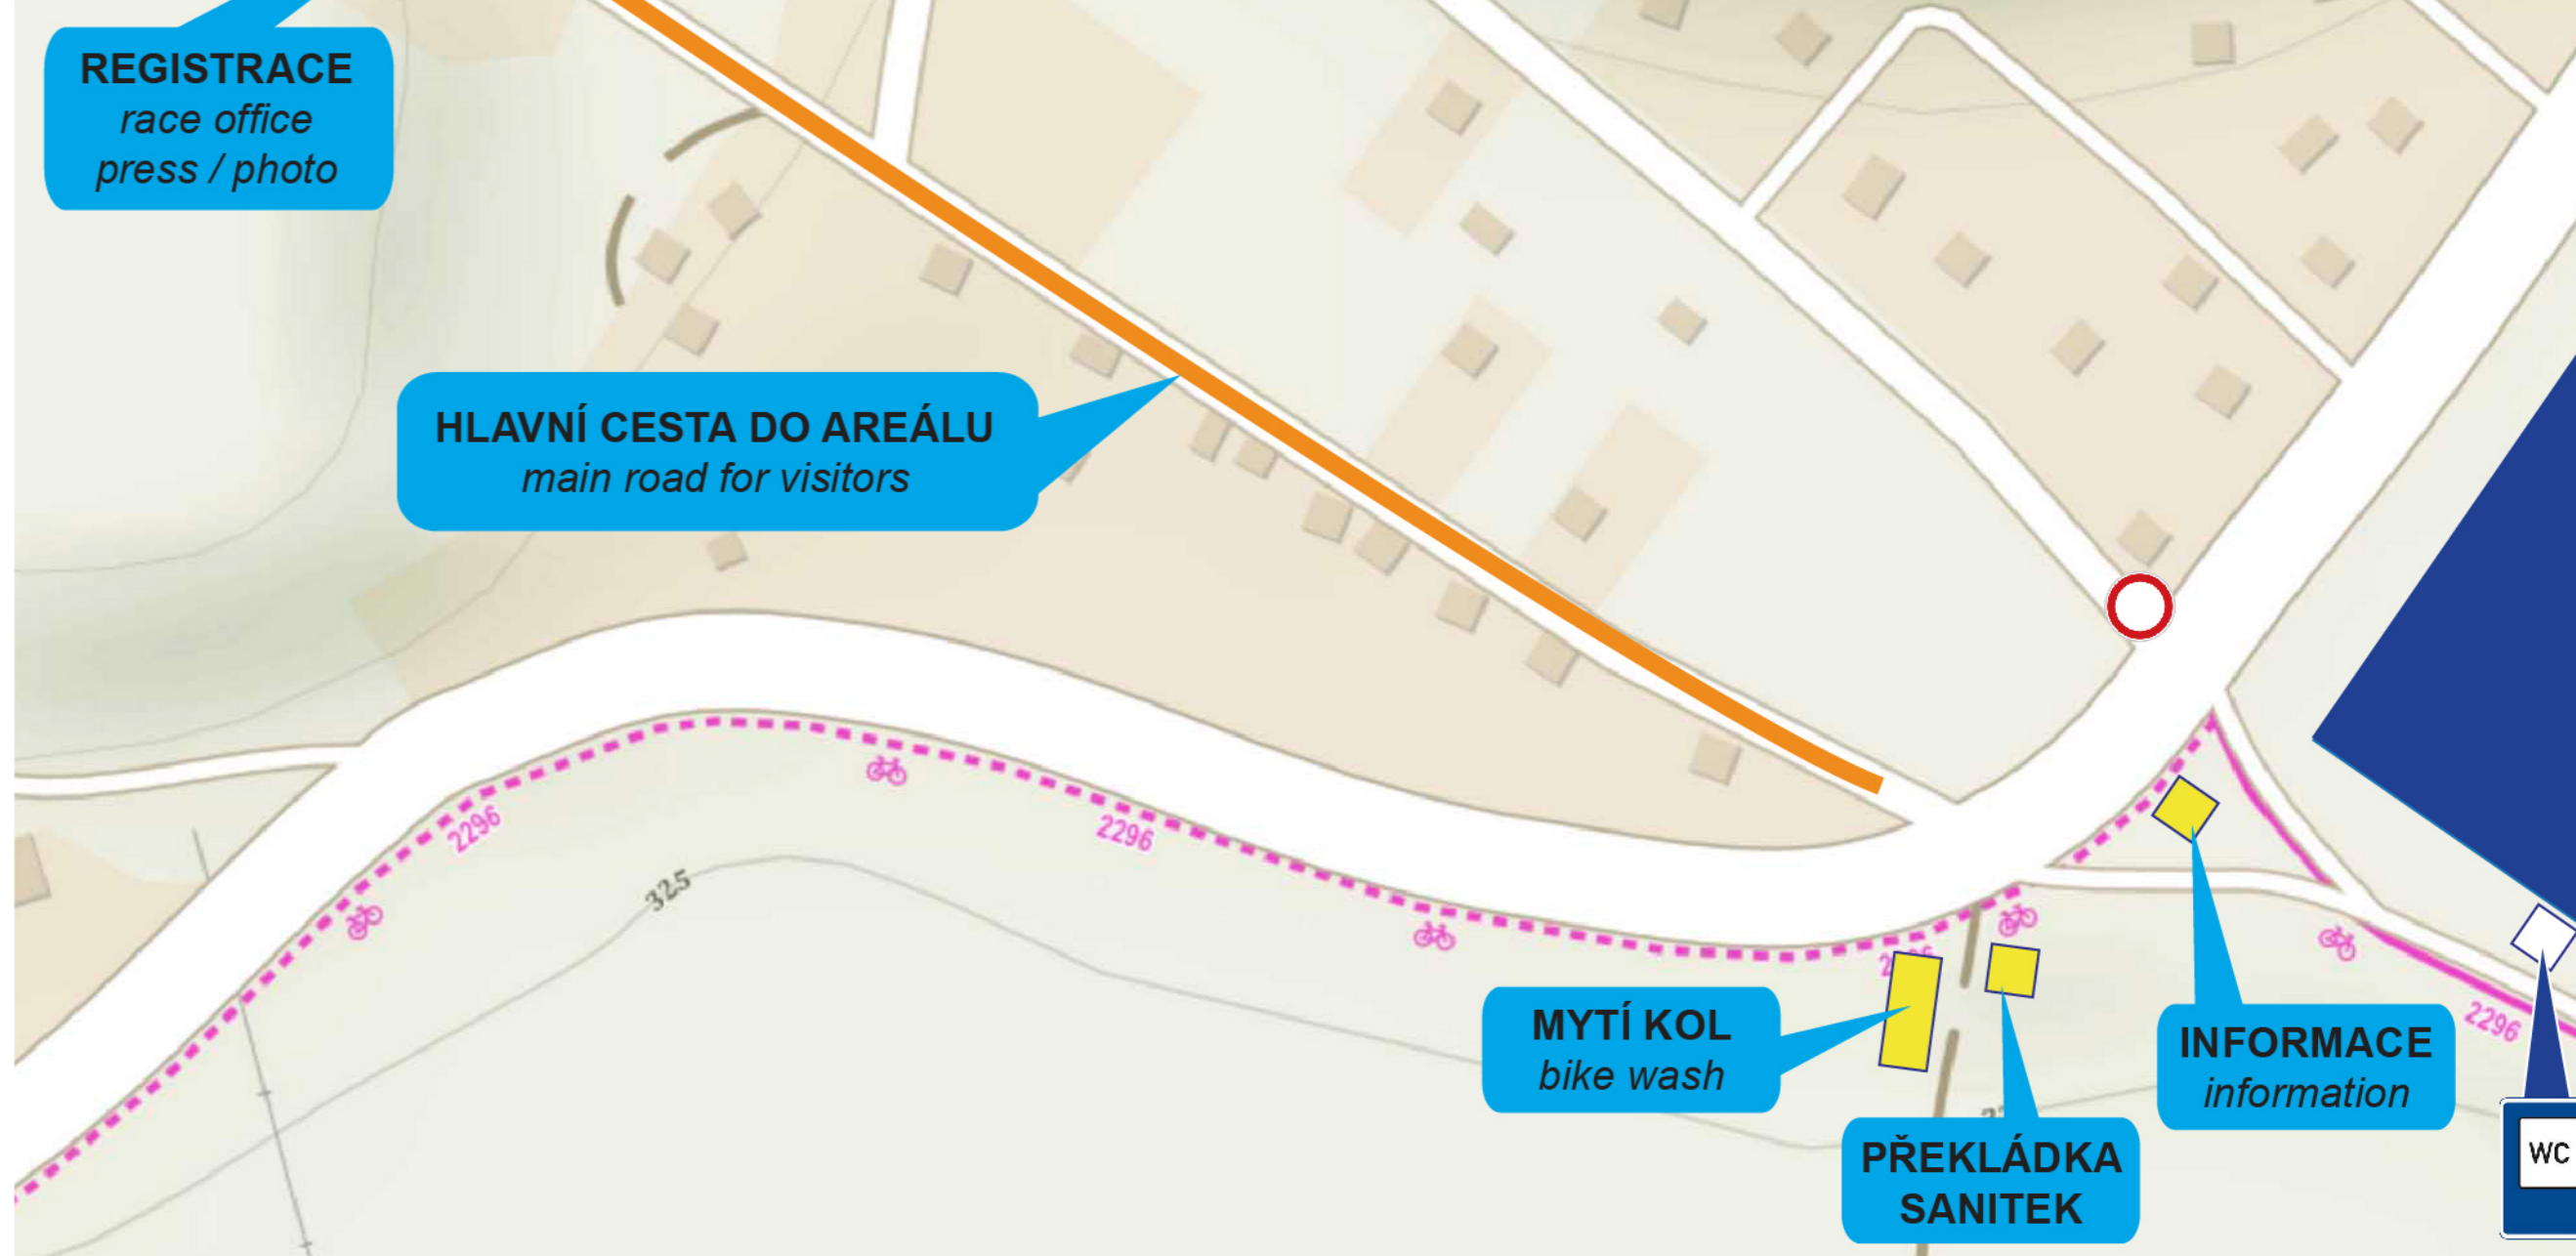 REGISTRACE
race office
press / photo
HLAVNÍ CESTA DO AREÁLU
main road for visitors
2296
2296
325
MYTÍ KOL
bike wash
PŘEKLÁDKA
SANITEK
INFORMACE
information
2296
WC